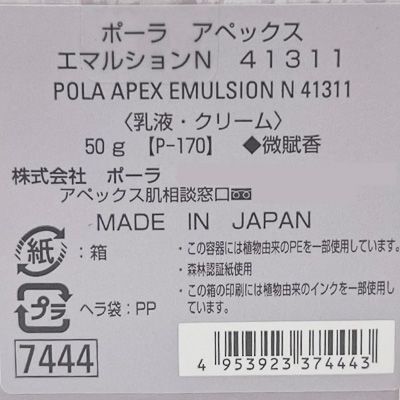 ポーラ アペックス
エマルションN 41311
POLA APEX EMULSION N 41311
〈乳液・クリーム〉
50g 【P-170】 ◆微賦香
株式会社 ポーラ
アペックス肌相談窓口
MADE IN JAPAN
紙 : 箱
プラ ヘラ袋 : PP
・この容器には植物由来のPEを一部使用しています。
・森林認証紙使用
・この箱の印刷には植物由来のインクを一部使用しています。
7444
4 953923 374443